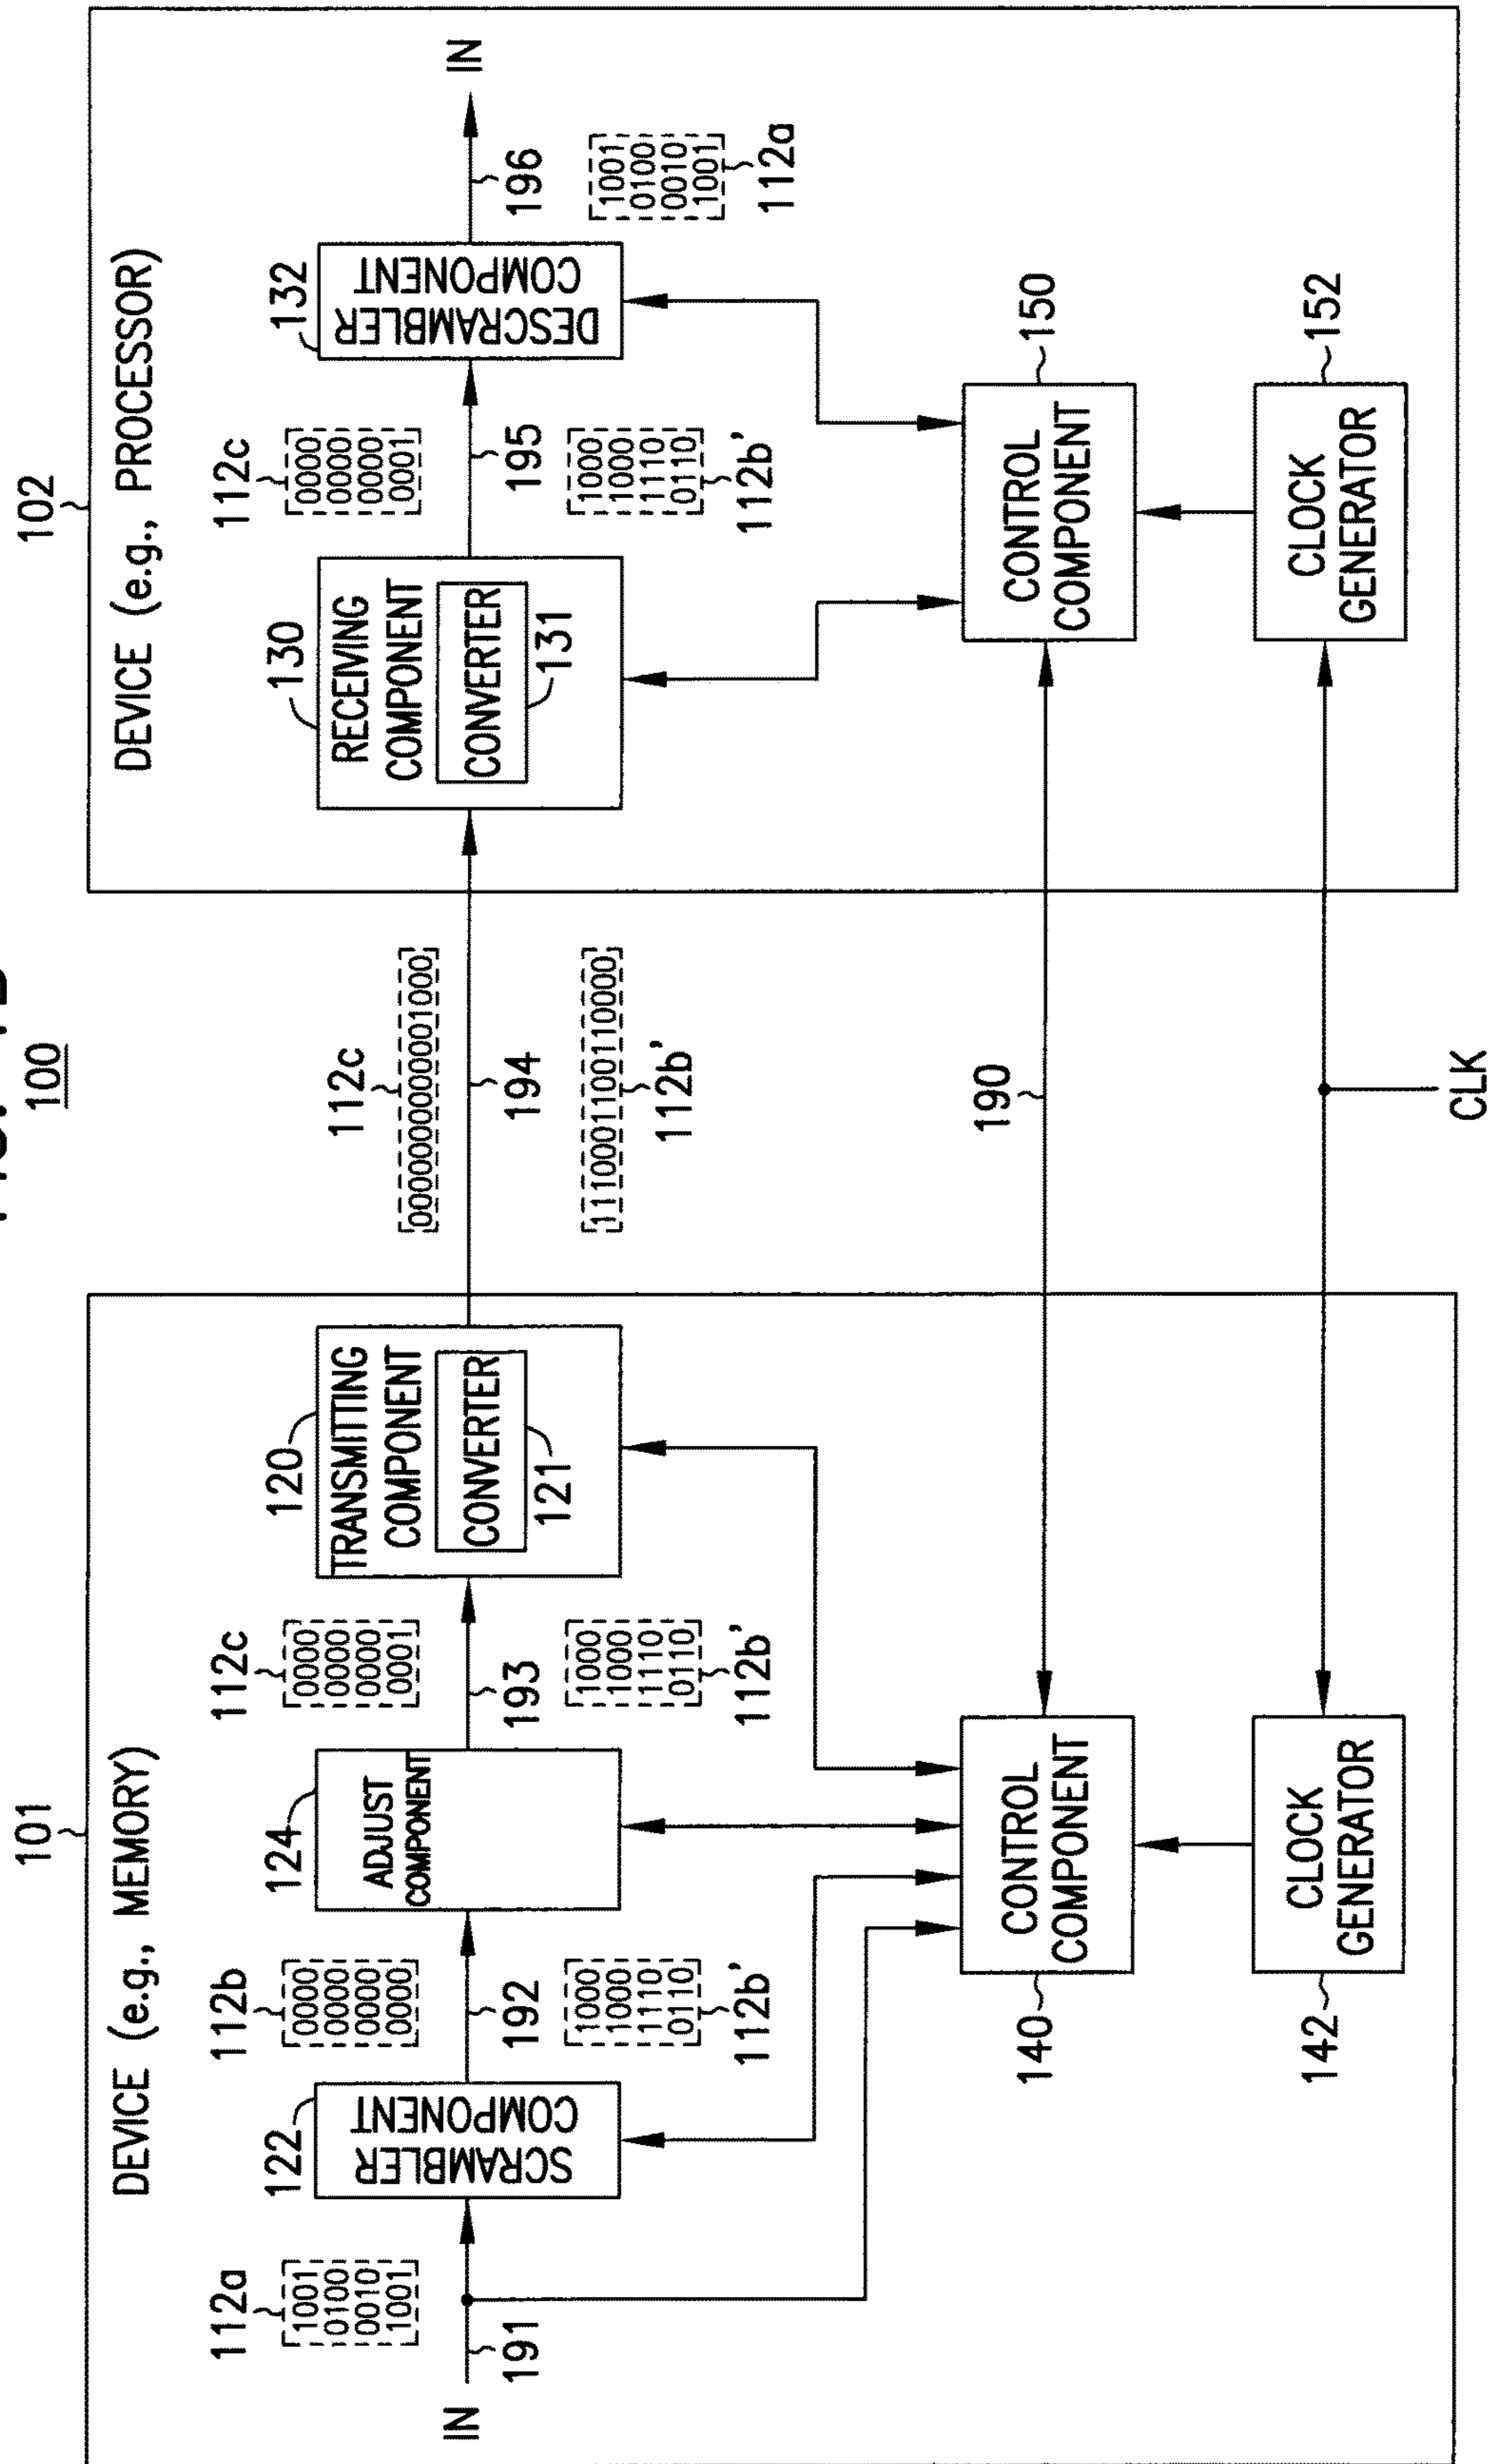 100
101
DEVICE (e.g., MEMORY)
112a
1001
0100
0010
1001
IN
191
122
SCRAMBLER
COMPONENT
112b
0000
0000
0000
0000
192
1000
1000
1110
0110
112b'
124
ADJUST
COMPONENT
112c
0000
0000
0000
0001
193
1000
1000
1110
0110
112b'
120
TRANSMITTING
COMPONENT
CONVERTER
121
140
CONTROL
COMPONENT
142
CLOCK
GENERATOR
112c
0000000000001000
194
1110001100110000
112b'
190
CLK
102
DEVICE (e.g., PROCESSOR)
130
RECEIVING
COMPONENT
CONVERTER
131
112c
0000
0000
0000
0001
195
1000
1000
1110
0110
112b'
132
DESCRAMBLER
COMPONENT
IN
196
1001
0100
0010
1001
112a
CONTROL
COMPONENT
150
CLOCK
GENERATOR
152